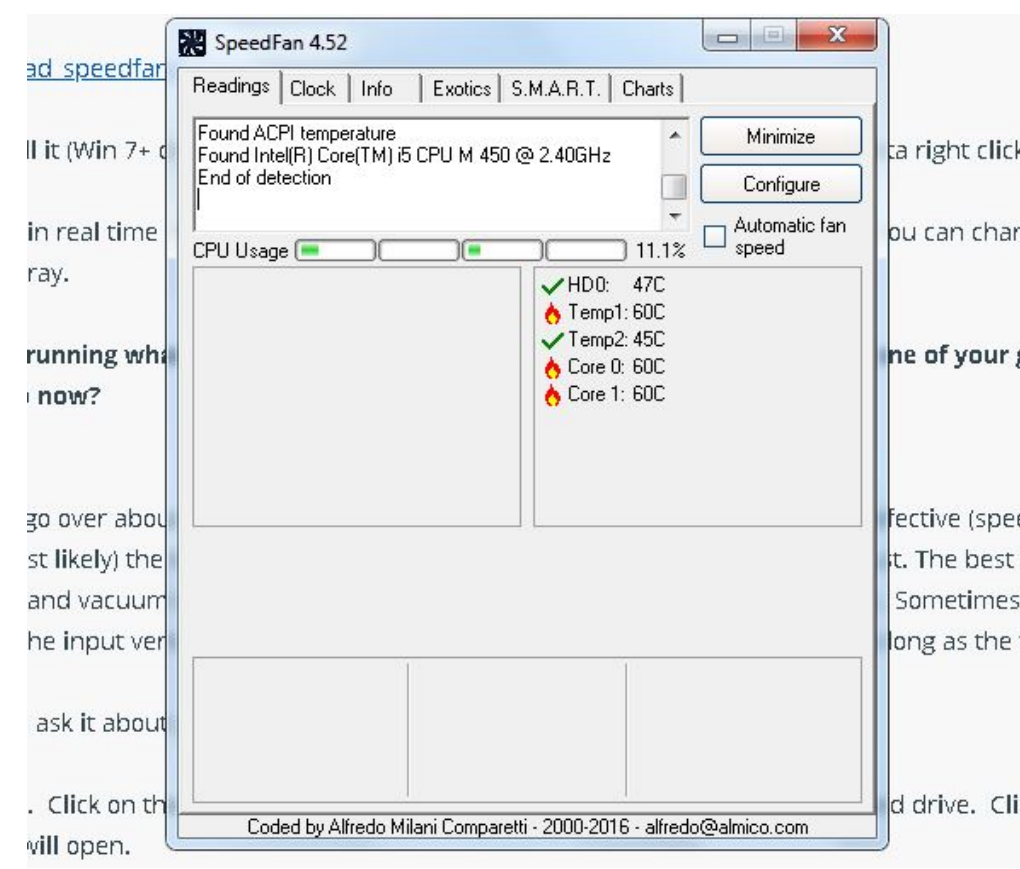 SpeedFan 4.52
ad speedfan
Readings Clock Info Exotics S.M.A.R.T. Charts
Found ACPI temperature
Found Intel(R) Core(TM) i5 CPU M 450 @ 2.40GHz
End of detection
Minimize
Configure
Automatic fan
speed
CPU Usage 11.1%
HD0: 47C
Temp1: 60C
Temp2: 45C
Core 0: 60C
Core 1: 60C
Coded by Alfredo Milani Comparetti - 2000-2016 - alfredo@almico.com
ll it (Win 7+
ta right click
in real time
ou can char
ray.
running wha
ne of your
now?
go over abou
fective (spee
st likely) the
t. The best
and vacuum
Sometimes
he input ver
long as the
ask it about
. Click on th
d drive. Cli
will open.